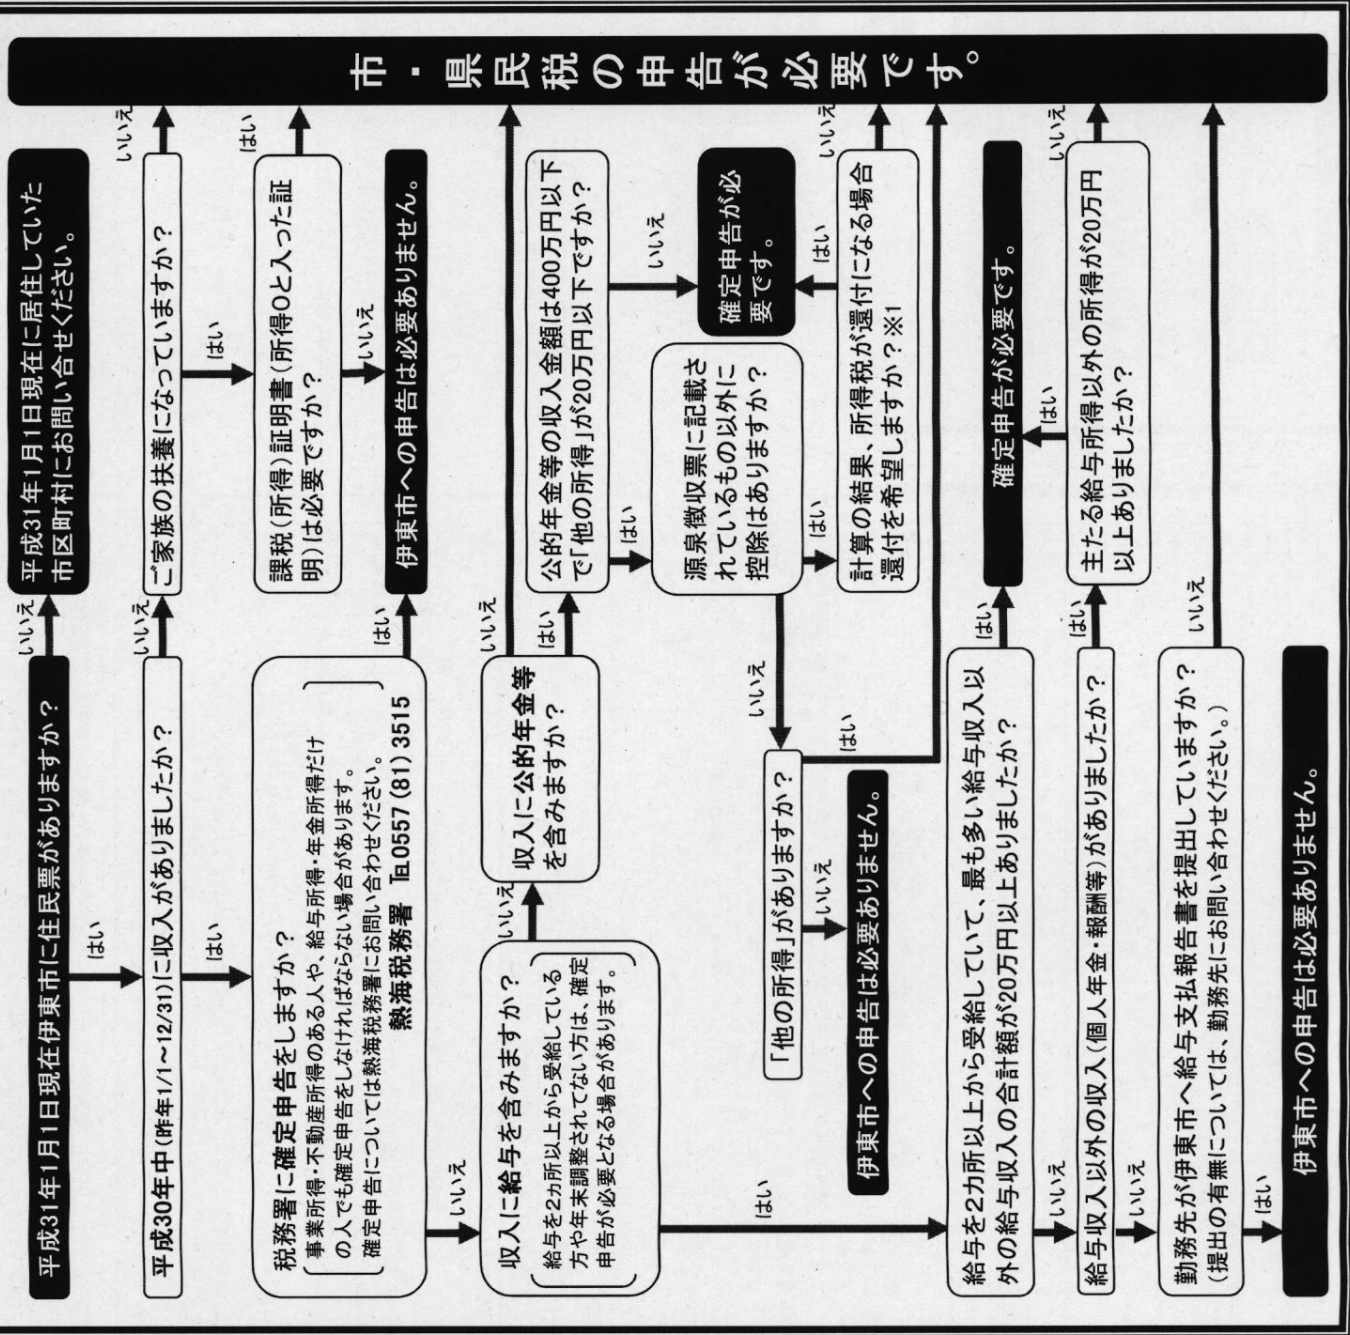 平成31年1月1日現在伊東市に住民票がありますか?
いいえ
平成31年1月1日現在に居住していた
市区町村にお問い合せください。
はい
平成30年中(昨年1/1~12/31)に収入がありましたか?
いいえ
ご家族の扶養になっていますか?
いいえ
市・県民税の申告が必要です。
はい
はい
課税(所得)証明書(所得0と入った証
明)は必要ですか?
はい
いいえ
税務署に確定申告をしますか?
事業所得・不動産所得のある人や、給与所得・年金所得だけ
の人でも確定申告をしなければならない場合があります。
確定申告については熱海税務署にお問い合わせください。
熱海税務署 ℡0557(81)3515
はい
伊東市への申告は必要ありません。
いいえ
収入に給与を含みますか?
給与を2カ所以上から受給している
方や年末調整されてない方は、確定
申告が必要となる場合があります。
いいえ
収入に公的年金等
を含みますか?
いいえ
はい
公的年金等の収入金額は400万円以下
で「他の所得」が20万円以下ですか?
はい
いいえ
源泉徴収票に記載さ
れているもの以外に
控除はありますか?
確定申告が必
要です。
いいえ
はい
はい
「他の所得」がありますか?
はい
いいえ
計算の結果、所得税が還付になる場合
還付を希望しますか?※1
いいえ
伊東市への申告は必要ありません。
はい
給与を2カ所以上から受給していて、最も多い給与収入以
外の給与収入の合計額が20万円以上ありましたか?
はい
確定申告が必要です。
いいえ
はい
給与収入以外の収入(個人年金・報酬等)がありましたか?
はい
主たる給与所得以外の所得が20万円
以上ありましたか?
いいえ
いいえ
勤務先が伊東市へ給与支払報告書を提出していますか?
(提出の有無については、勤務先にお問い合わせください。)
いいえ
はい
伊東市への申告は必要ありません。